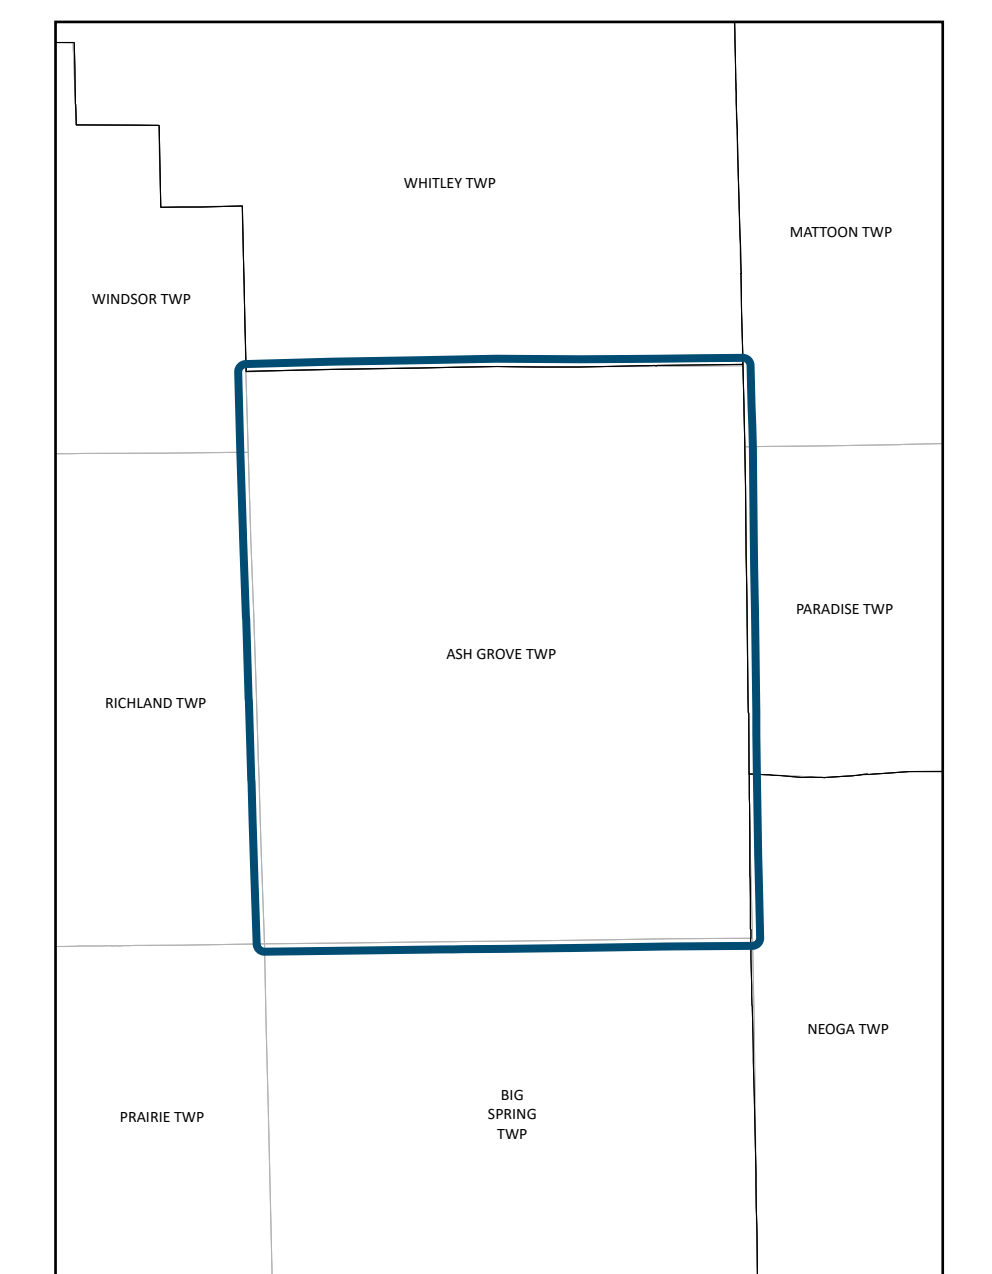 WHITLEY TWP
MATTOON TWP
WINDSOR TWP
PARADISE TWP
ASH GROVE TWP
RICHLAND TWP
NEOGA TWP
BIG
SPRING
TWP
PRAIRIE TWP